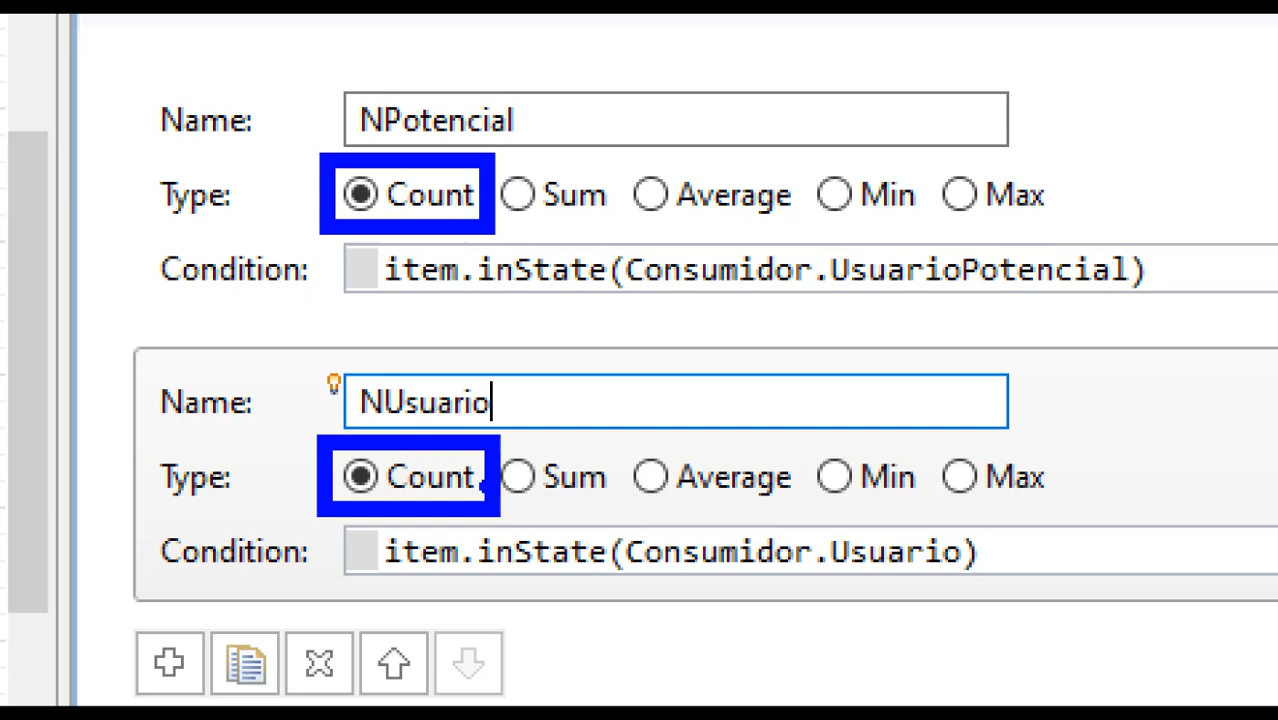 Name: NPotencial
Type: Count Sum Average Min Max
Condition: item.inState(Consumidor.UsuarioPotencial)
Name: NUsuario
Type: Count Sum Average Min Max
Condition: item.inState(Consumidor.Usuario)